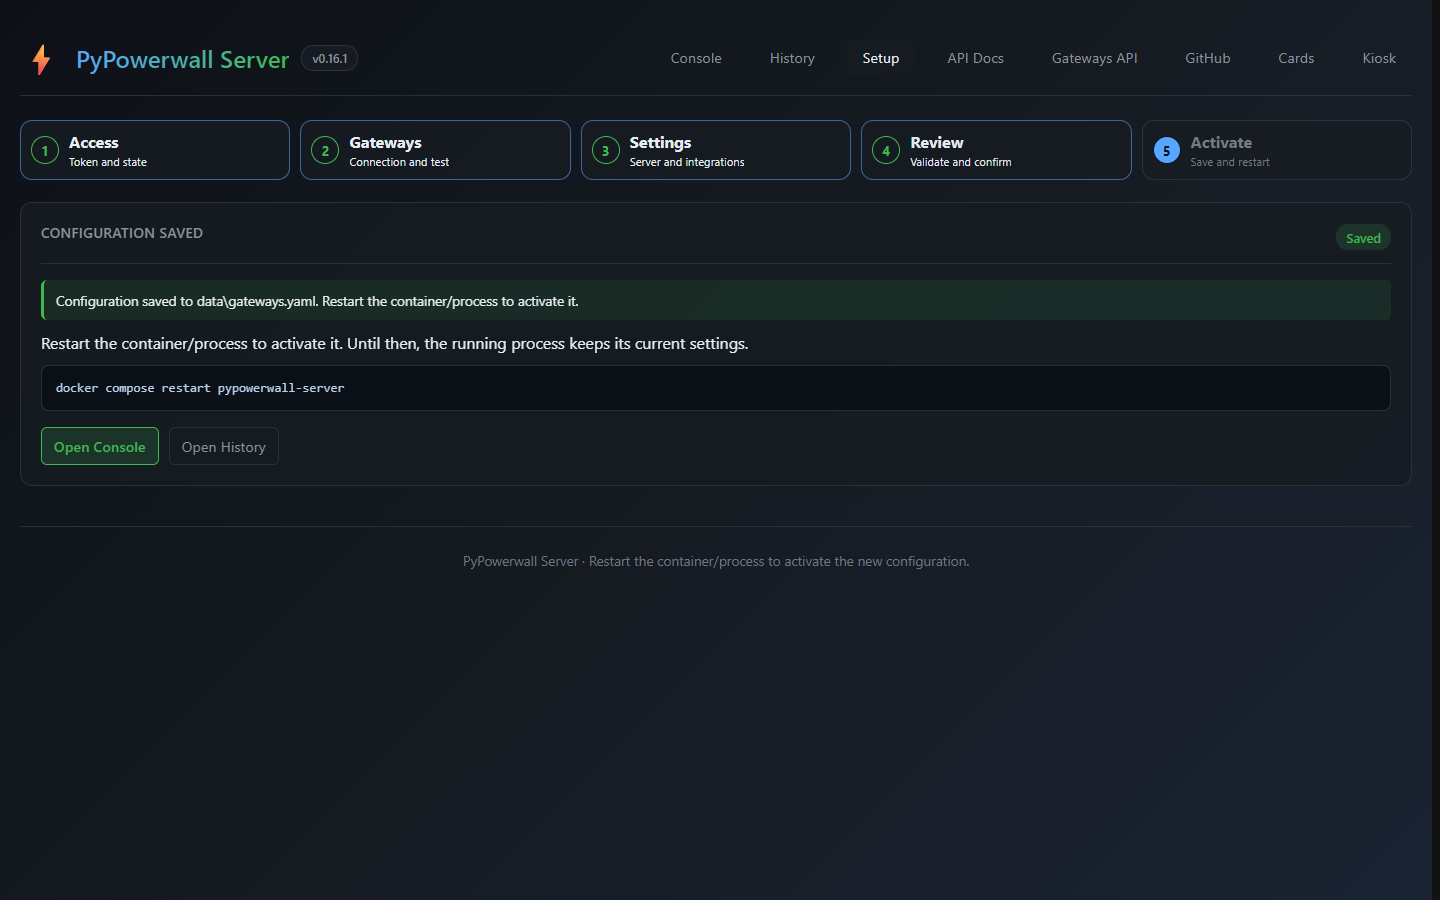 PyPowerwall Server v0.16.1
Console History Setup API Docs Gateways API GitHub Cards Kiosk
1 Access
Token and state
2 Gateways
Connection and test
3 Settings
Server and integrations
4 Review
Validate and confirm
5 Activate
Save and restart
CONFIGURATION SAVED
Saved
Configuration saved to data\gateways.yaml. Restart the container/process to activate it.
Restart the container/process to activate it. Until then, the running process keeps its current settings.
docker compose restart pypowerwall-server
Open Console Open History
PyPowerwall Server · Restart the container/process to activate the new configuration.